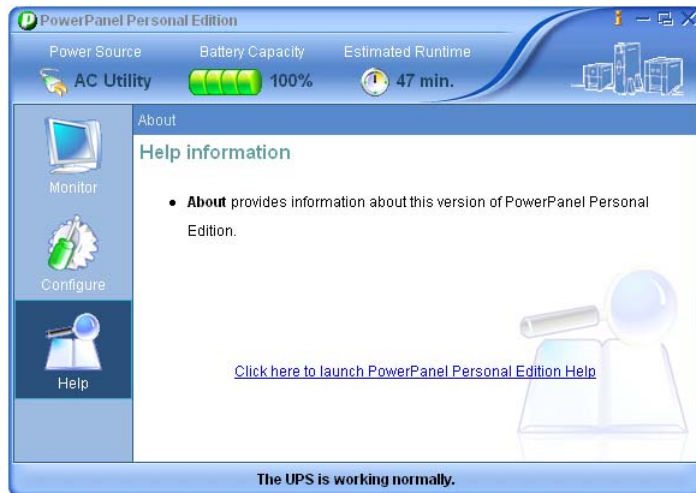 PowerPanel Personal Edition
Power Source Battery Capacity Estimated Runtime
AC Utility 100% 47 min.
About
Monitor
Configure
Help
Help information
• About provides information about this version of PowerPanel Personal
Edition.
Click here to launch PowerPanel Personal Edition Help
The UPS is working normally.